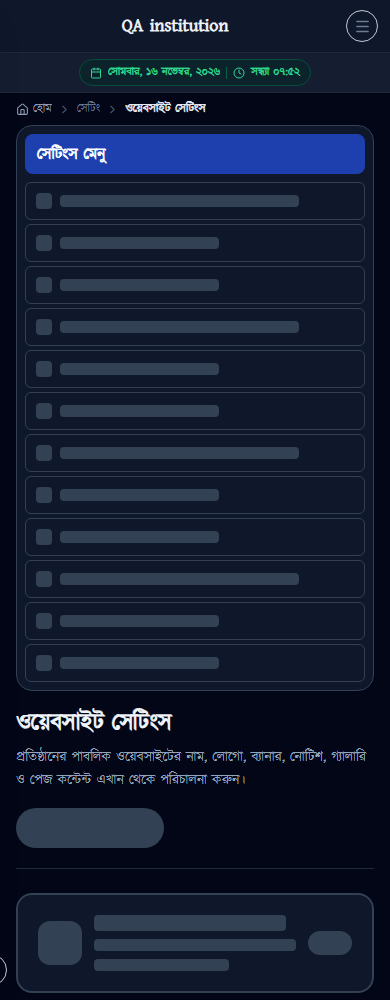 QA institution
সোমবার, ১৬ নভেম্বর, ২০২৬ | সন্ধ্যা ০৭:৫২
হোম > সেটিং > ওয়েবসাইট সেটিংস
সেটিংস মেনু
ওয়েবসাইট সেটিংস
প্রতিষ্ঠানের পাবলিক ওয়েবসাইটের নাম, লোগো, ব্যানার, নোটিশ, গ্যালারি
ও পেজ কন্টেন্ট এখান থেকে পরিচালনা করুন।